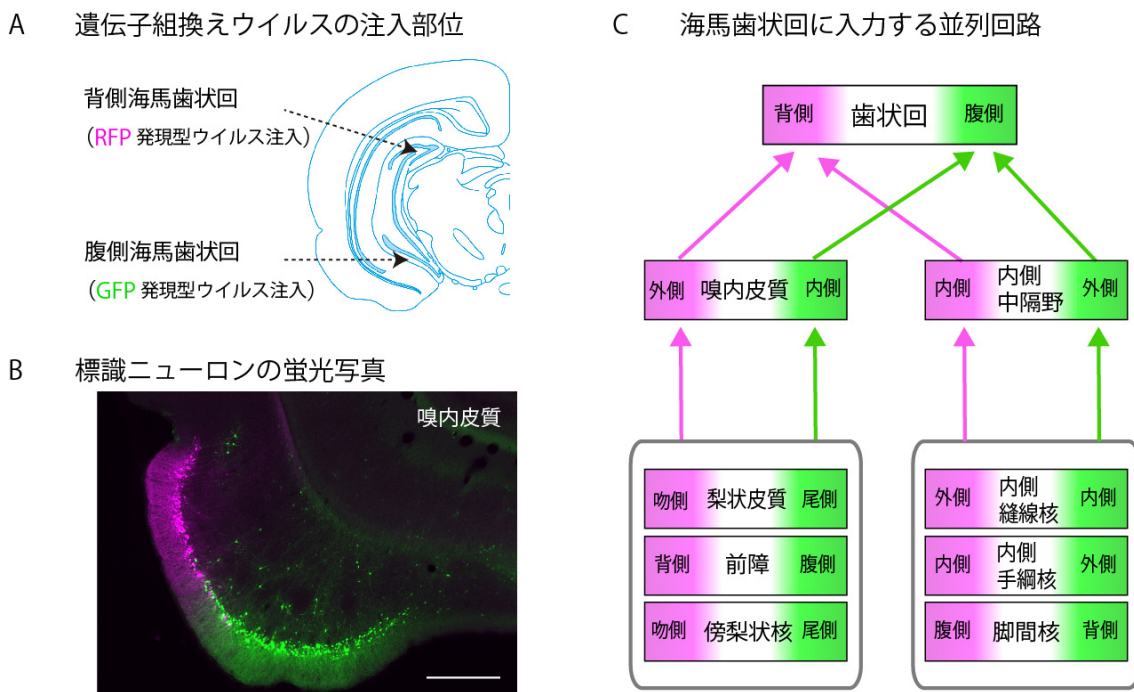 A 遺伝子組換えウイルスの注入部位
背側海馬歯状回
（RFP 発現型ウイルス注入）
腹側海馬歯状回
（GFP 発現型ウイルス注入）
B 標識ニューロンの蛍光写真
嗅内皮質
C 海馬歯状回に入力する並列回路
背側 歯状回 腹側
外側 嗅内皮質 内側
内側 内側 外側
中隔野
吻側 梨状皮質 尾側
背側 前障 腹側
吻側 傍梨状核 尾側
外側 内側 内側
縫線核
内側 内側 外側
手綱核
腹側 脚間核 背側